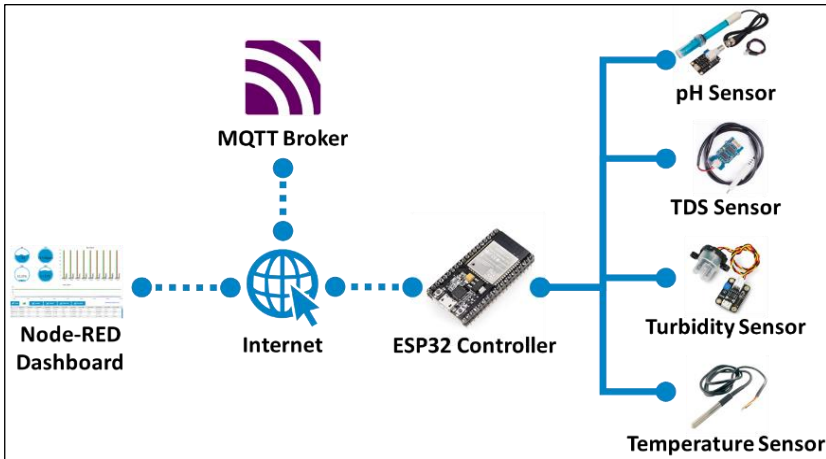 MQTT Broker
pH Sensor
TDS Sensor
Node-RED
Dashboard
Internet
ESP32 Controller
Turbidity Sensor
Temperature Sensor